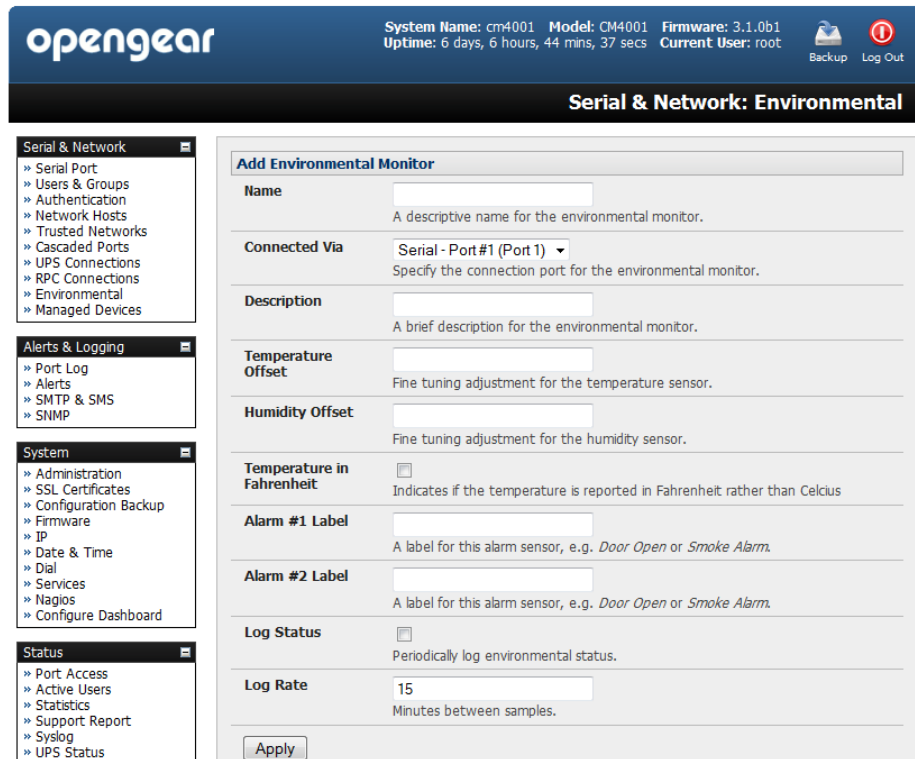 opengear
System Name: cm4001 Model: CM4001 Firmware: 3.1.0b1
Uptime: 6 days, 6 hours, 44 mins, 37 secs Current User: root
Backup
Log Out
Serial & Network: Environmental
Serial & Network
» Serial Port
» Users & Groups
» Authentication
» Network Hosts
» Trusted Networks
» Cascaded Ports
» UPS Connections
» RPC Connections
» Environmental
» Managed Devices
Alerts & Logging
» Port Log
» Alerts
» SMTP & SMS
» SNMP
System
» Administration
» SSL Certificates
» Configuration Backup
» Firmware
» IP
» Date & Time
» Dial
» Services
» Nagios
» Configure Dashboard
Status
» Port Access
» Active Users
» Statistics
» Support Report
» Syslog
» UPS Status
Add Environmental Monitor
Name
A descriptive name for the environmental monitor.
Connected Via
Serial - Port #1 (Port 1)
Specify the connection port for the environmental monitor.
Description
A brief description for the environmental monitor.
Temperature
Offset
Fine tuning adjustment for the temperature sensor.
Humidity Offset
Fine tuning adjustment for the humidity sensor.
Temperature in
Fahrenheit
Indicates if the temperature is reported in Fahrenheit rather than Celcius
Alarm #1 Label
A label for this alarm sensor, e.g. Door Open or Smoke Alarm.
Alarm #2 Label
A label for this alarm sensor, e.g. Door Open or Smoke Alarm.
Log Status
Periodically log environmental status.
Log Rate
15
Minutes between samples.
Apply